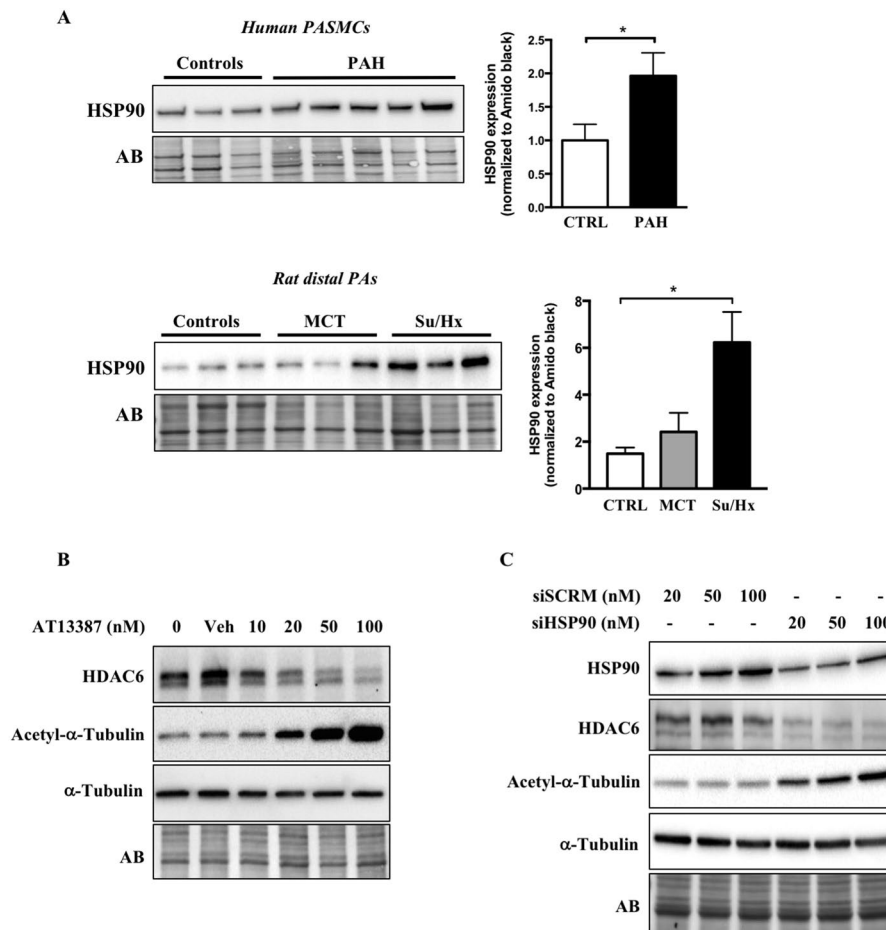 A
Human PASMCs
Controls PAH
HSP90
AB
HSP90 expression
(normalized to Amido black)
2.5
2.0
1.5
1.0
0.5
0.0
*
CTRL PAH
Rat distal PAs
Controls MCT Su/Hx
HSP90
AB
HSP90 expression
(normalized to Amido black)
8
6
4
2
0
*
CTRL MCT Su/Hx
B
AT13387 (nM) 0 Veh 10 20 50 100
HDAC6
Acetyl-α-Tubulin
α-Tubulin
AB
C
siSCRM (nM) 20 50 100 - - -
siHSP90 (nM) - - - 20 50 100
HSP90
HDAC6
Acetyl-α-Tubulin
α-Tubulin
AB